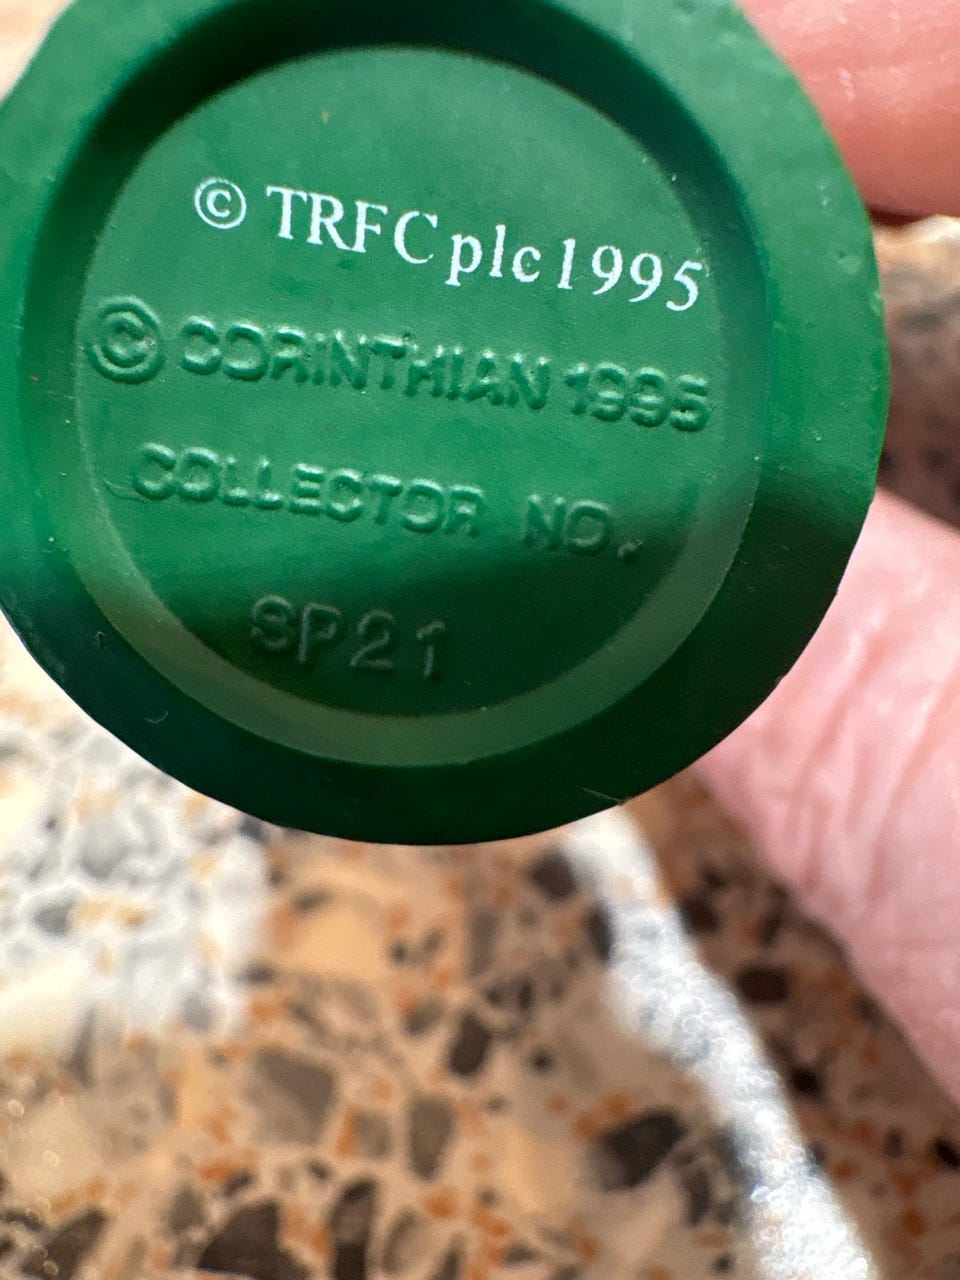 © TRFC plc 1995
© CORINTHIAN 1995
COLLECTOR NO.
SP21